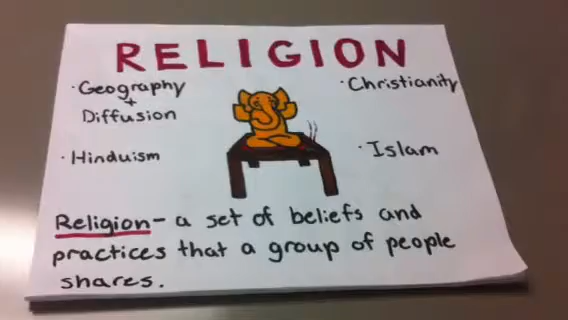 RELIGION
· Geography
+
Diffusion
· Hinduism
· Christianity
· Islam
Religion- a set of beliefs and
practices that a group of people
shares.